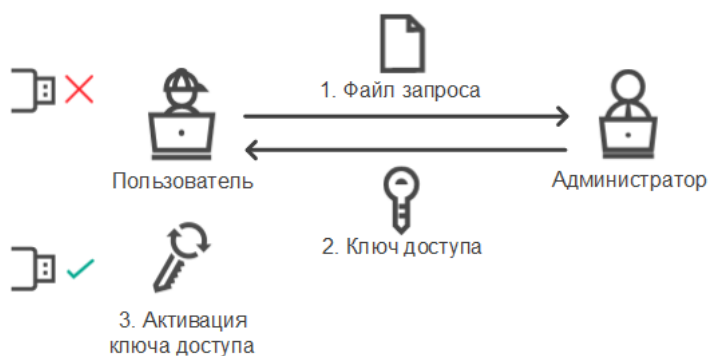 1. Файл запроса
Пользователь
Администратор
2. Ключ доступа
3. Активация
ключа доступа